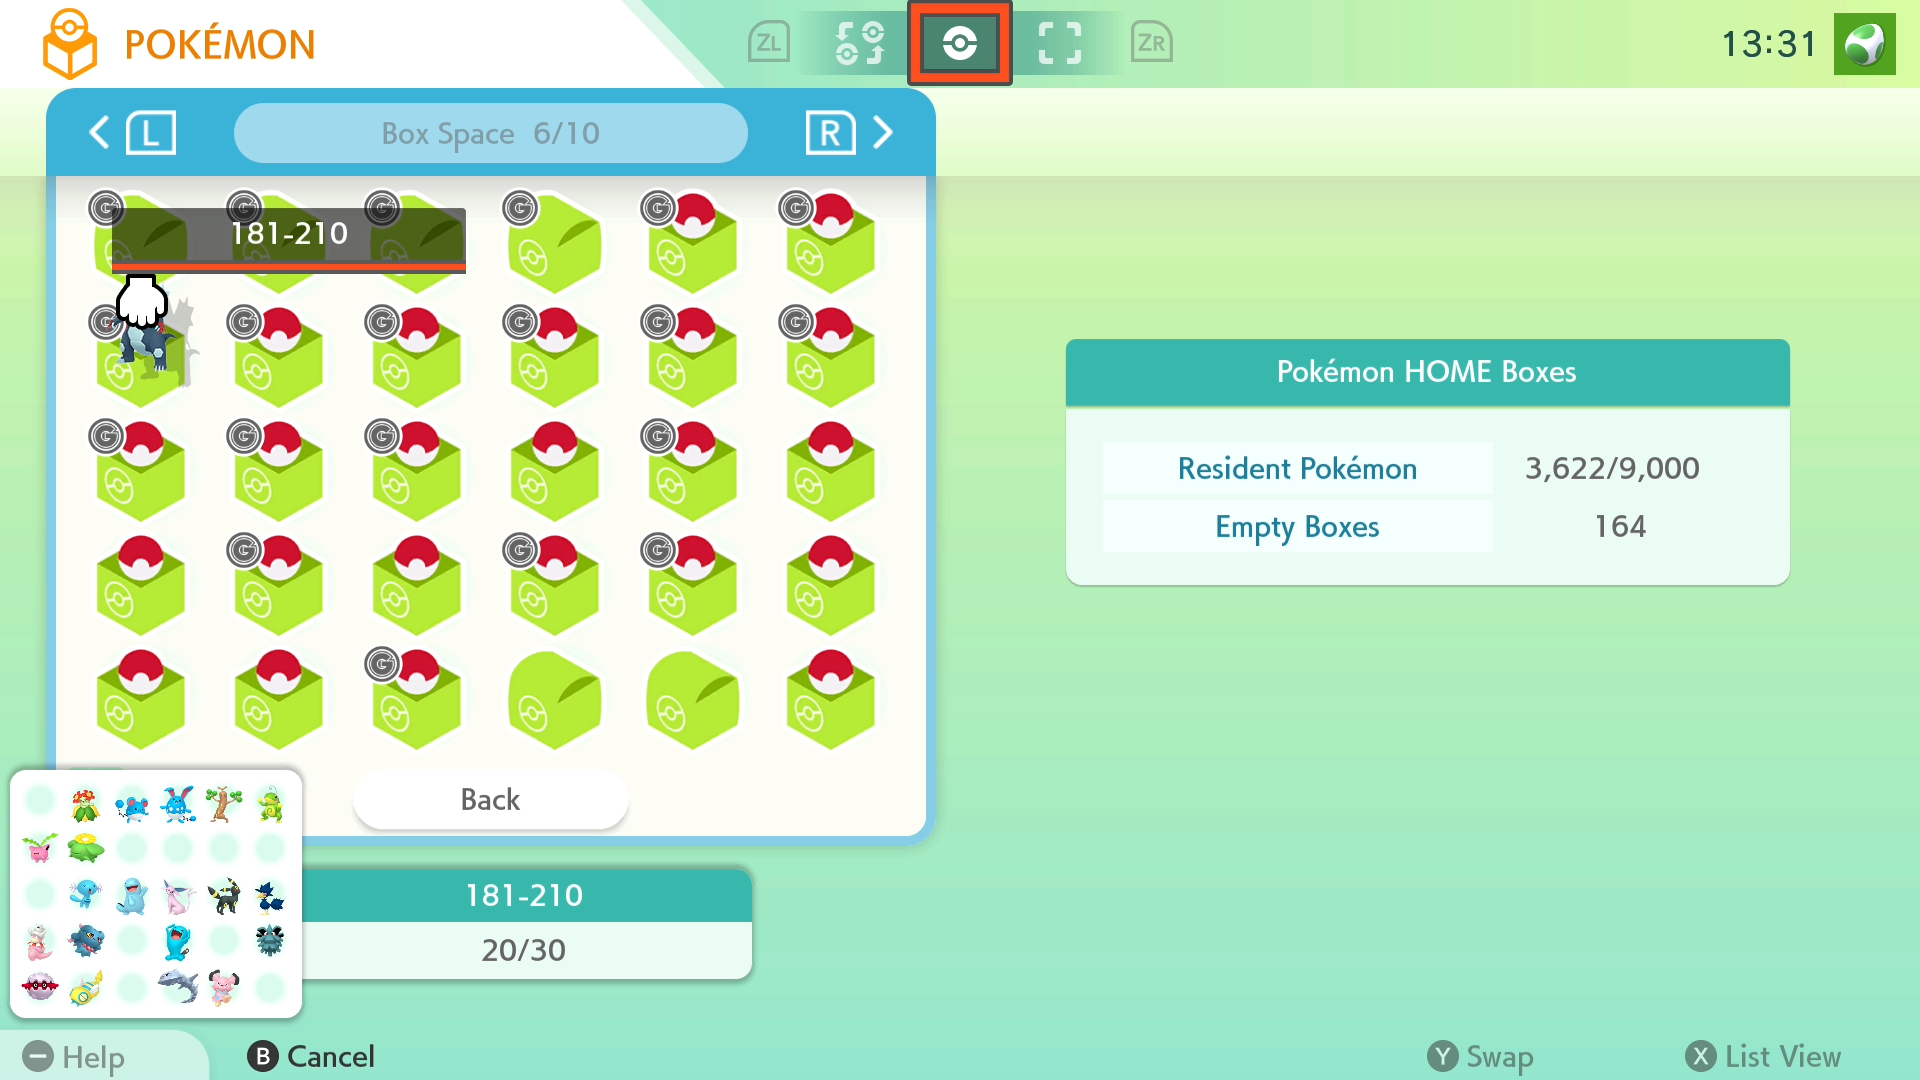 POKÉMON
ZL
ZR
13:31
L
Box Space 6/10
R
181-210
Pokémon HOME Boxes
Resident Pokémon 3,622/9,000
Empty Boxes 164
Back
181-210
20/30
Help
B Cancel
Y Swap
X List View